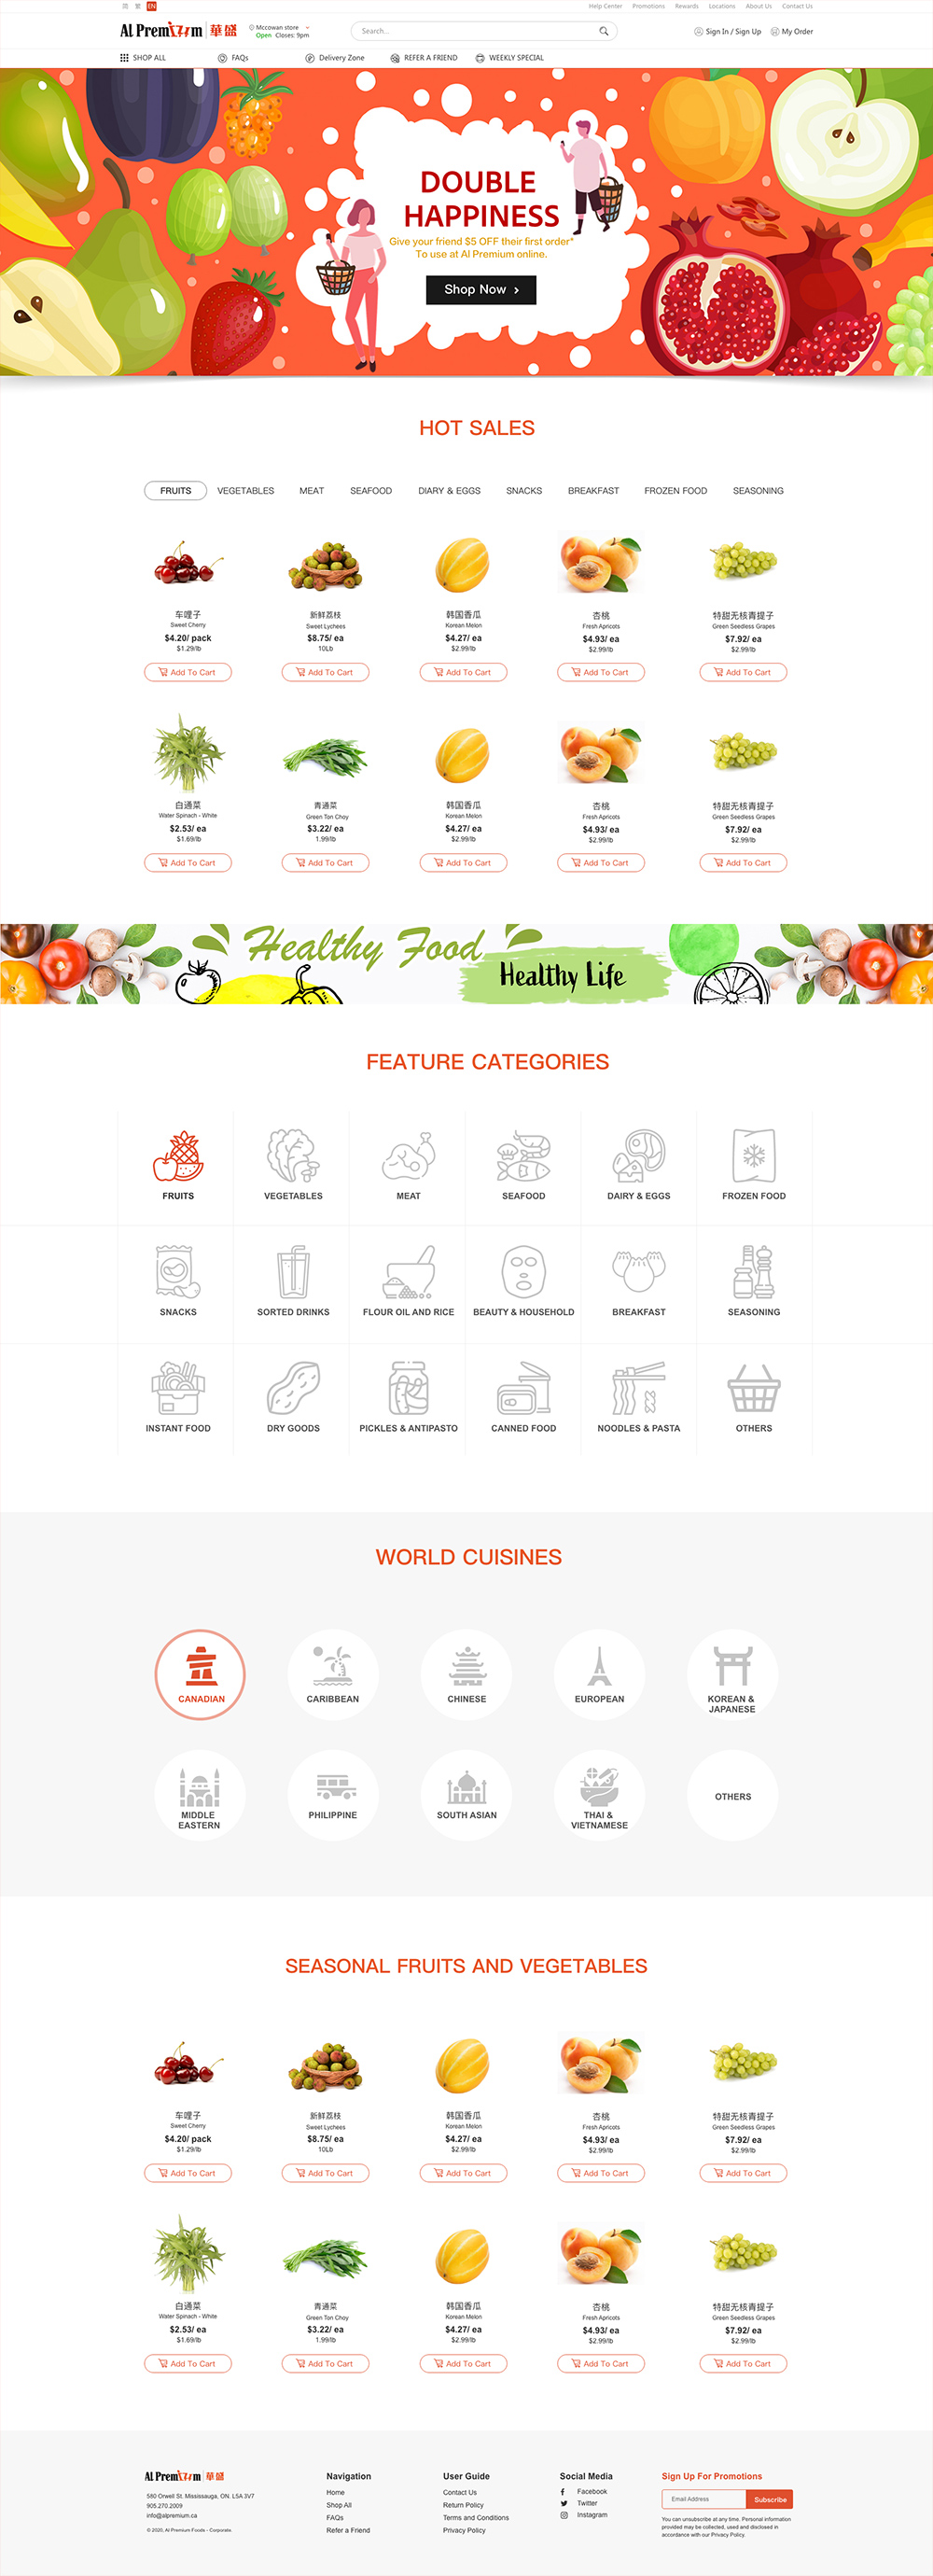 简 繁 EN
Help Center Promotions Rewards Locations About Us Contact Us
Al Premium 華盛
Mccowan store
Open Closes: 9pm
Search...
Sign In / Sign Up My Order
SHOP ALL FAQs Delivery Zone REFER A FRIEND WEEKLY SPECIAL
DOUBLE
HAPPINESS
Give your friend $5 OFF their first order*
To use at Al Premium online.
Shop Now >
HOT SALES
FRUITS VEGETABLES MEAT SEAFOOD DIARY & EGGS SNACKS BREAKFAST FROZEN FOOD SEASONING
车哩子 新鲜荔枝 韩国香瓜 杏桃 特甜无核青提子
Sweet Cherry Sweet Lychees Korean Melon Fresh Apricots Green Seedless Grapes
$4.20/ pack $8.75/ ea $4.27/ ea $4.93/ ea $7.92/ ea
$1.29/lb 10Lb $2.99/lb $2.99/lb $2.99/lb
Add To Cart Add To Cart Add To Cart Add To Cart Add To Cart
白通菜 青通菜 韩国香瓜 杏桃 特甜无核青提子
Water Spinach - White Green Ton Choy Korean Melon Fresh Apricots Green Seedless Grapes
$2.53/ ea $3.22/ ea $4.27/ ea $4.93/ ea $7.92/ ea
$1.69/lb 1.99/lb $2.99/lb $2.99/lb $2.99/lb
Add To Cart Add To Cart Add To Cart Add To Cart Add To Cart
Healthy Food
Healthy Life
FEATURE CATEGORIES
FRUITS VEGETABLES MEAT SEAFOOD DAIRY & EGGS FROZEN FOOD
SNACKS SORTED DRINKS FLOUR OIL AND RICE BEAUTY & HOUSEHOLD BREAKFAST SEASONING
INSTANT FOOD DRY GOODS PICKLES & ANTIPASTO CANNED FOOD NOODLES & PASTA OTHERS
WORLD CUISINES
CANADIAN CARIBBEAN CHINESE EUROPEAN KOREAN &
JAPANESE
MIDDLE
EASTERN
PHILIPPINE SOUTH ASIAN
THAI &
VIETNAMESE
OTHERS
SEASONAL FRUITS AND VEGETABLES
车哩子 新鲜荔枝 韩国香瓜 杏桃 特甜无核青提子
Sweet Cherry Sweet Lychees Korean Melon Fresh Apricots Green Seedless Grapes
$4.20/ pack $8.75/ ea $4.27/ ea $4.93/ ea $7.92/ ea
$1.29/lb 10Lb $2.99/lb $2.99/lb $2.99/lb
Add To Cart Add To Cart Add To Cart Add To Cart Add To Cart
白通菜 青通菜 韩国香瓜 杏桃 特甜无核青提子
Water Spinach - White Green Ton Choy Korean Melon Fresh Apricots Green Seedless Grapes
$2.53/ ea $3.22/ ea $4.27/ ea $4.93/ ea $7.92/ ea
$1.69/lb 1.99/lb $2.99/lb $2.99/lb $2.99/lb
Add To Cart Add To Cart Add To Cart Add To Cart Add To Cart
Al Premium 華盛
580 Orwell St. Mississauga, ON. L5A 3V7
905.270.2009
info@alpremium.ca
© 2020, Al Premium Foods - Corporate.
Navigation
Home
Shop All
FAQs
Refer a Friend
User Guide
Contact Us
Return Policy
Terms and Conditions
Privacy Policy
Social Media
Facebook
Twitter
Instagram
Sign Up For Promotions
Email Address Subscribe
You can unsubscribe at any time. Personal information
provided may be collected, used and disclosed in
accordance with our Privacy Policy.